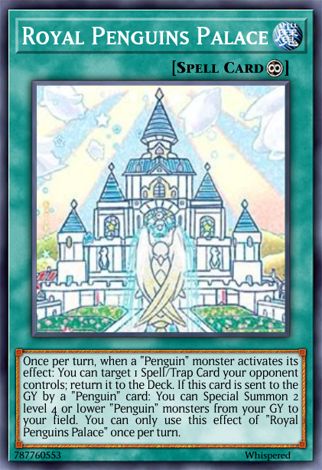 Royal Penguins Palace
[Spell Card]
Once per turn, when a "Penguin" monster activates its
effect: You can target 1 Spell/Trap Card your opponent
controls; return it to the Deck. If this card is sent to the
GY by a "Penguin" card: You can Special Summon 2
level 4 or lower "Penguin" monsters from your GY to
your field. You can only use this effect of "Royal
Penguins Palace" once per turn.
787760553 Whispered